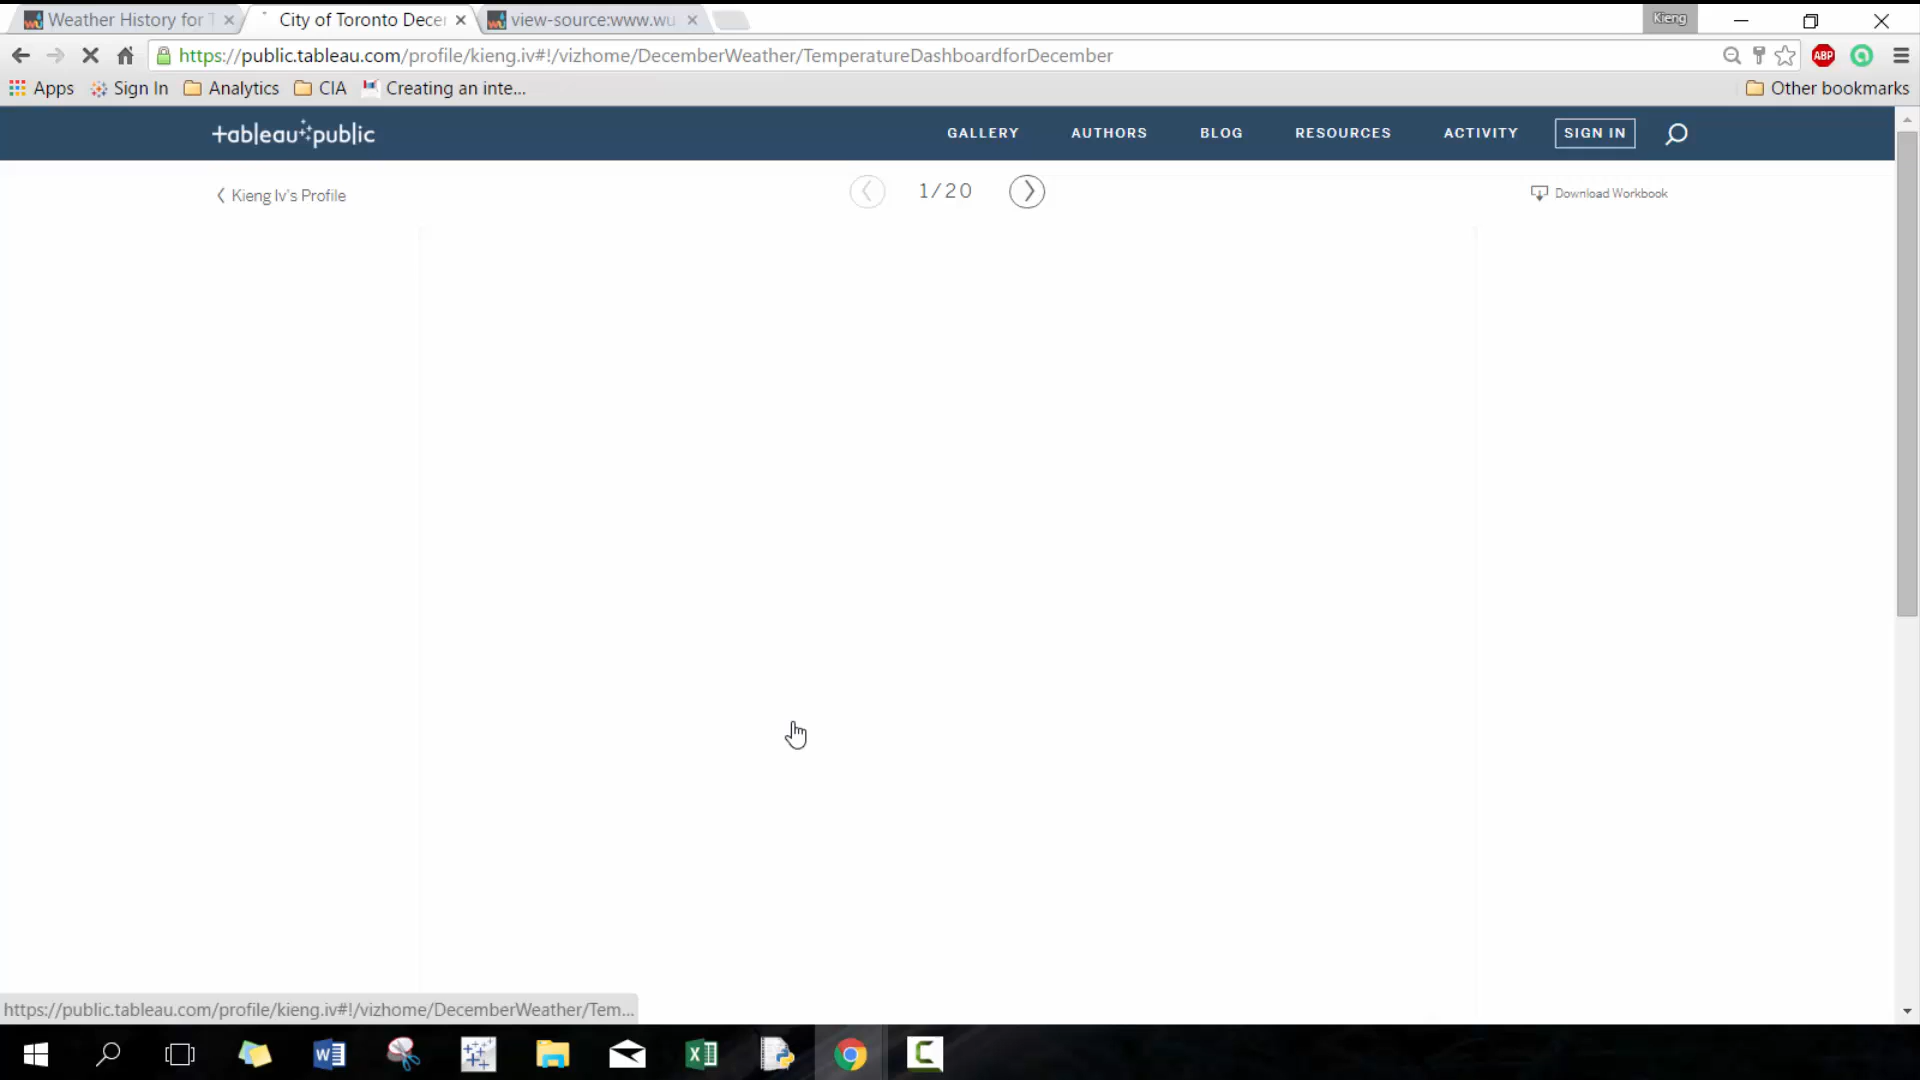 Weather History for T
City of Toronto Dece
view-source:www.wu
Kieng
https://public.tableau.com/profile/kieng.iv#!/vizhome/DecemberWeather/TemperatureDashboardforDecember
ABP
Apps
Sign In
Analytics
CIA
Creating an inte...
Other bookmarks
tableau public
GALLERY
AUTHORS
BLOG
RESOURCES
ACTIVITY
SIGN IN
Kieng Iv's Profile
1/20
Download Workbook
https://public.tableau.com/profile/kieng.iv#!/vizhome/DecemberWeather/Tem...